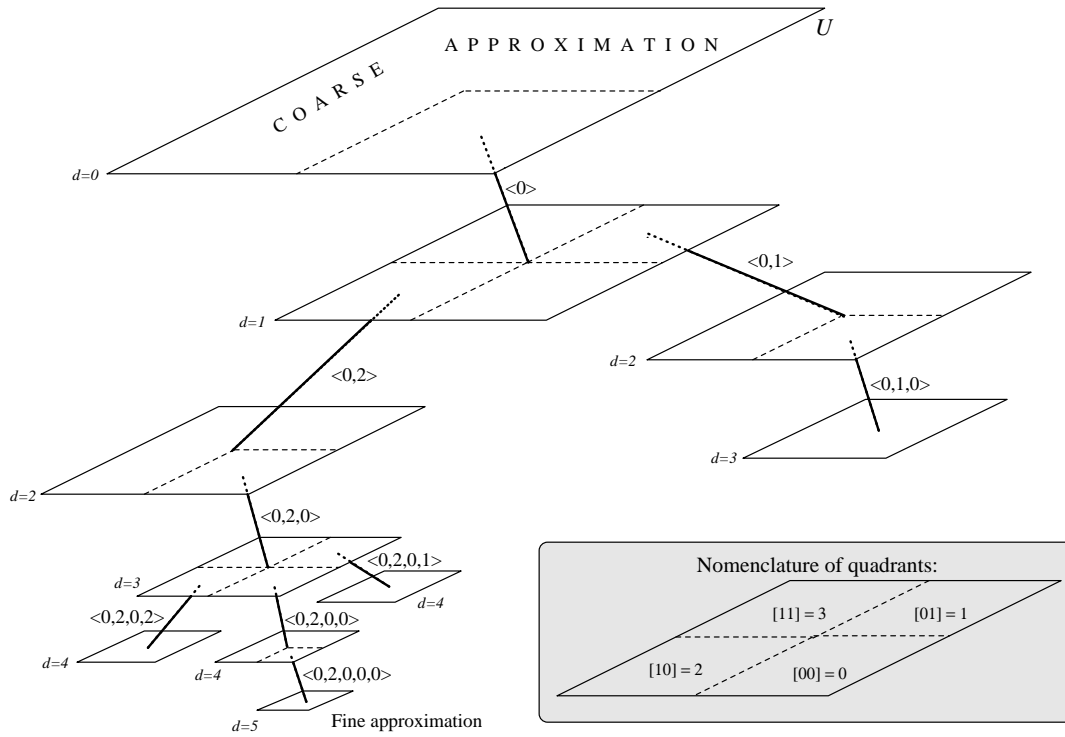 U
A P P R O X I M A T I O N
C O A R S E
d=0
<0>
<0,1>
d=1
d=2
<0,2>
<0,1,0>
d=3
d=2
<0,2,0>
<0,2,0,1>
d=3
d=4
<0,2,0,2>
<0,2,0,0>
d=4
d=4
<0,2,0,0,0>
d=5
Fine approximation
Nomenclature of quadrants:
[11] = 3
[01] = 1
[10] = 2
[00] = 0